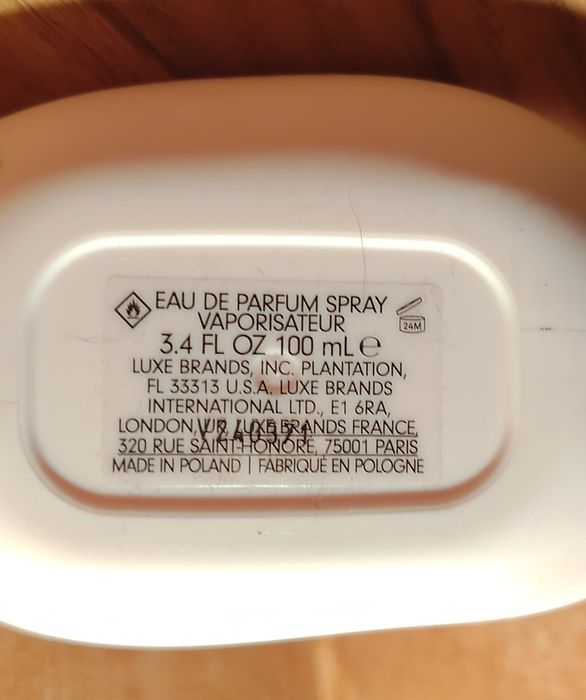 EAU DE PARFUM SPRAY
VAPORISATEUR
3.4 FL OZ 100 mL ℮
24M
LUXE BRANDS, INC. PLANTATION,
FL 33313 U.S.A. LUXE BRANDS
INTERNATIONAL LTD., E1 6RA,
LONDON, UK, LUXE BRANDS FRANCE,
320 RUE SAINT-HONORÉ, 75001 PARIS
MADE IN POLAND | FABRIQUÉ EN POLOGNE